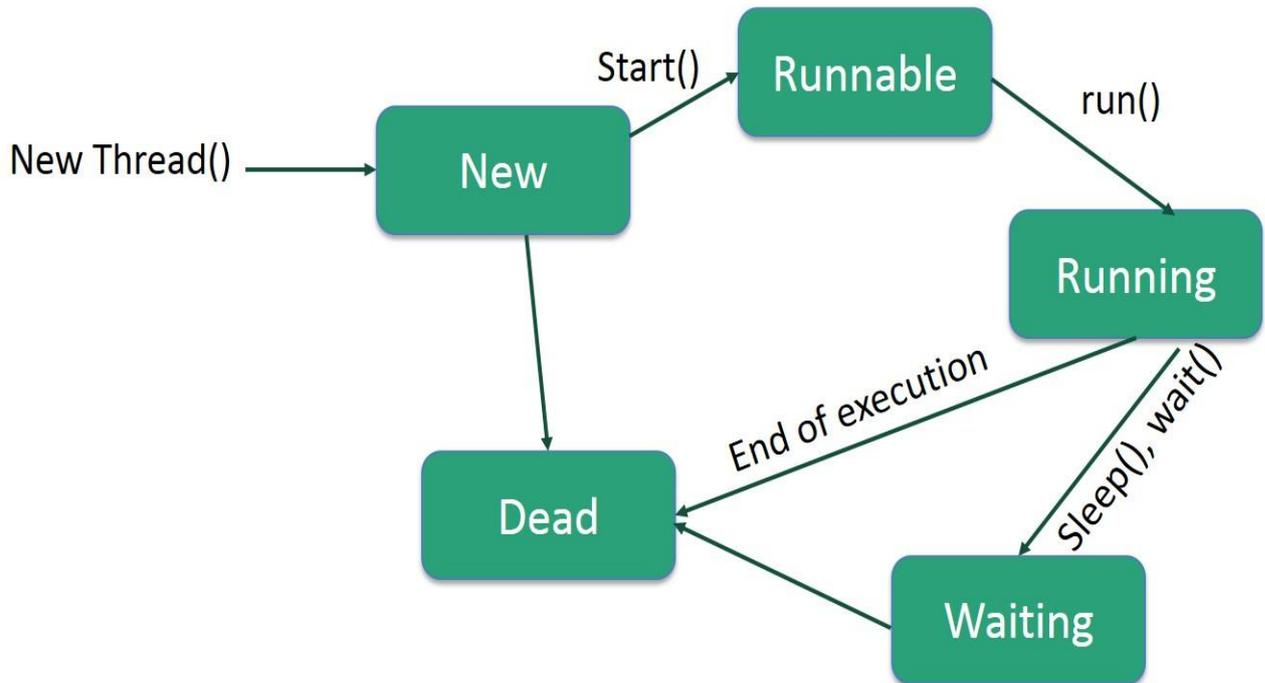 Start()
Runnable
run()
New Thread()
New
Running
End of execution
Sleep(), wait()
Dead
Waiting